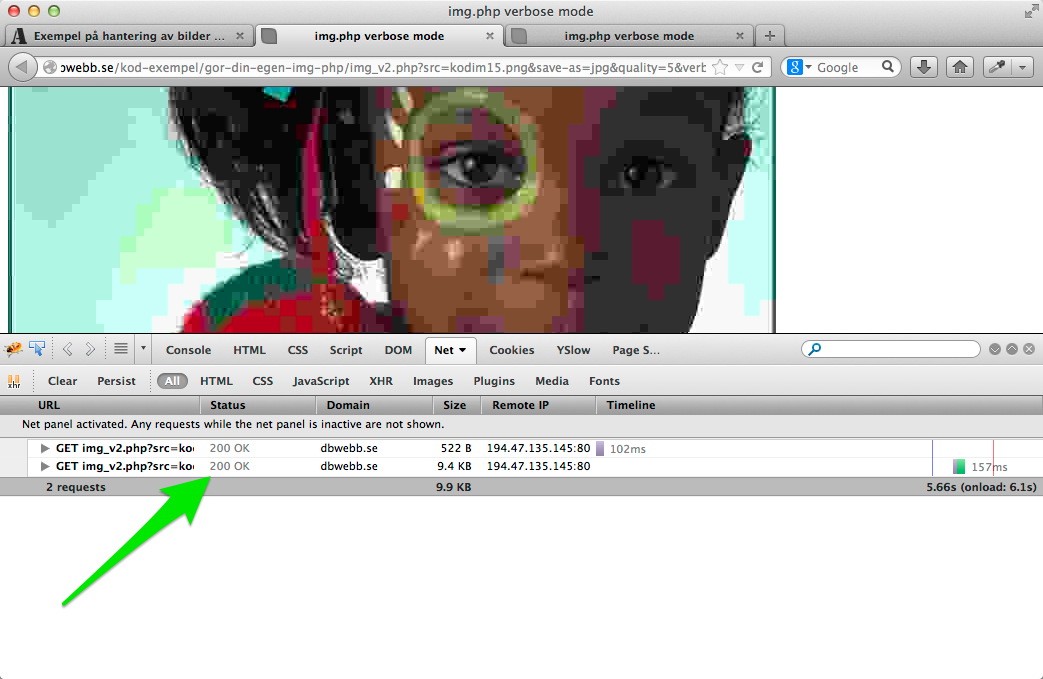 img.php verbose mode
Exempel på hantering av bilder ...
img.php verbose mode
img.php verbose mode
bwebb.se/kod-exempel/gor-din-egen-img-php/img_v2.php?src=kodim15.png&save-as=jpg&quality=5&verb
8 Google
Console HTML CSS Script DOM Net Cookies YSlow Page S...
xhr Clear Persist All HTML CSS JavaScript XHR Images Plugins Media Fonts
URL Status Domain Size Remote IP Timeline
Net panel activated. Any requests while the net panel is inactive are not shown.
GET img_v2.php?src=kod 200 OK dbwebb.se 522 B 194.47.135.145:80 102ms
GET img_v2.php?src=kod 200 OK dbwebb.se 9.4 KB 194.47.135.145:80 157ms
2 requests 9.9 KB 5.66s (onload: 6.1s)